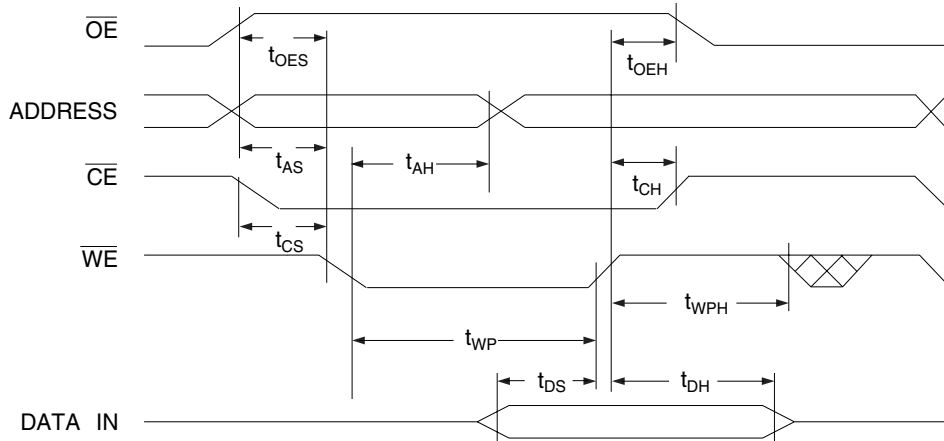 OE
tOES
tOEH
ADDRESS
tAS
tAH
tCH
CE
tCS
WE
tWPH
tWP
tDS
tDH
DATA IN